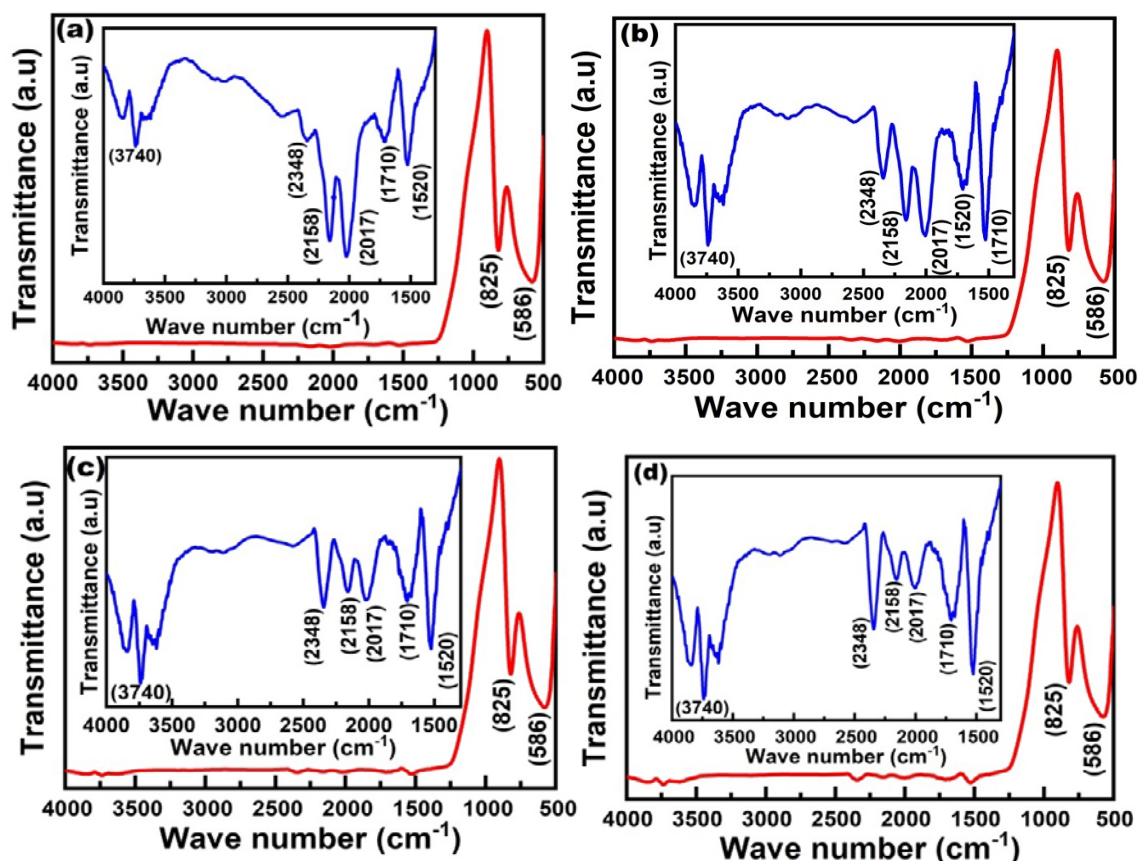 (a)
Transmittance (a.u)
Transmittance (a.u)
(3740)
(2348)
(2158)
(2017)
(1710)
(1520)
4000 3500 3000 2500 2000 1500
Wave number (cm-1)
(825)
(586)
4000 3500 3000 2500 2000 1500 1000 500
Wave number (cm-1)
(b)
Transmittance (a.u)
Transmittance (a.u)
(3740)
(2348)
(2158)
(2017)
(1520)
(1710)
4000 3500 3000 2500 2000 1500
Wave number (cm-1)
(825)
(586)
4000 3500 3000 2500 2000 1500 1000 500
Wave number (cm-1)
(c)
Transmittance (a.u)
Transmittance (a.u)
(3740)
(2348)
(2158)
(2017)
(1710)
(1520)
4000 3500 3000 2500 2000 1500
Wave number (cm-1)
(825)
(586)
4000 3500 3000 2500 2000 1500 1000 500
Wave number (cm-1)
(d)
Transmittance (a.u)
Transmittance (a.u)
(3740)
(2348)
(2158)
(2017)
(1710)
(1520)
4000 3500 3000 2500 2000 1500
Wave number (cm-1)
(825)
(586)
4000 3500 3000 2500 2000 1500 1000 500
Wave number (cm-1)